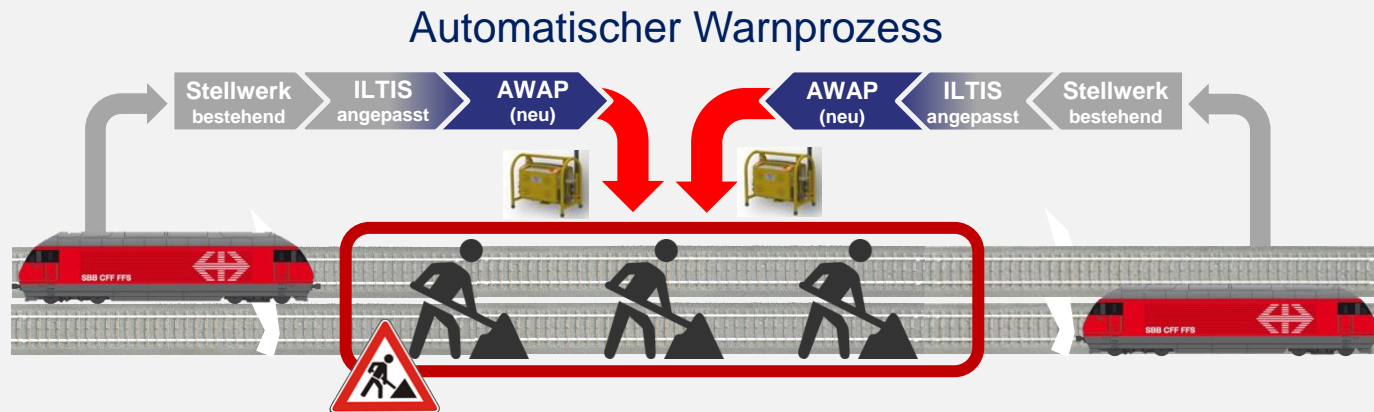 Automatischer Warnprozess
Stellwerk
bestehend
ILTIS
angepasst
AWAP
(neu)
AWAP
(neu)
ILTIS
angepasst
Stellwerk
bestehend
SBB CFF FFS
SBB CFF FFS